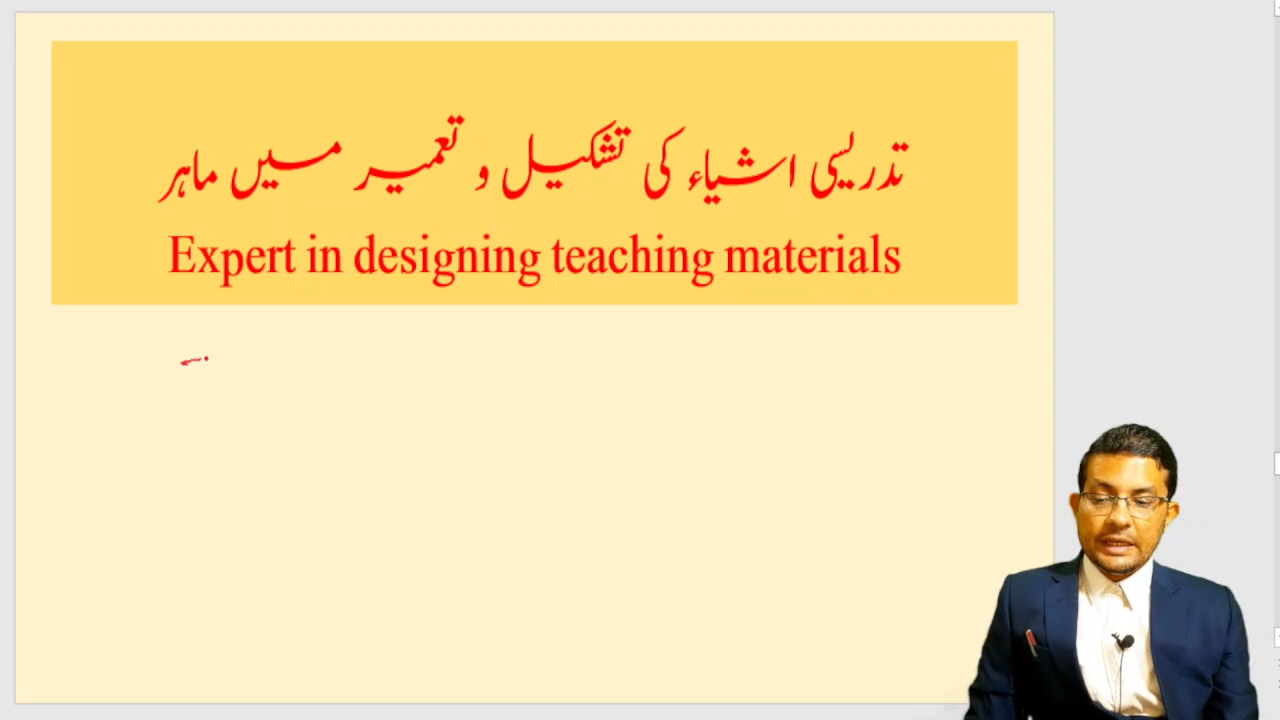 تدریسی اشیاء کی تشکیل و تعمیر میں ماہر
Expert in designing teaching materials